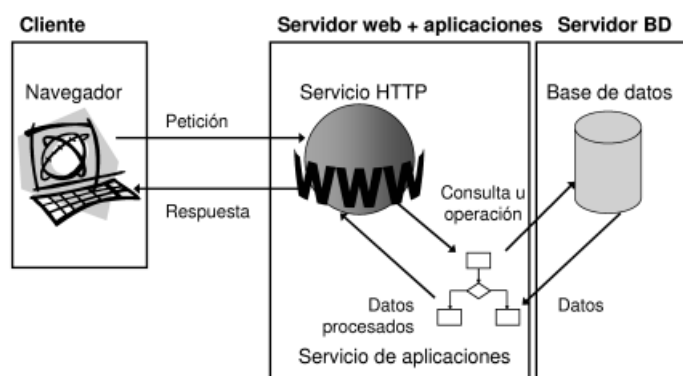 Cliente
Servidor web + aplicaciones
Servidor BD
Navegador
Servicio HTTP
Base de datos
Petición
WWW
Respuesta
Consulta u
operación
Datos
procesados
Datos
Servicio de aplicaciones